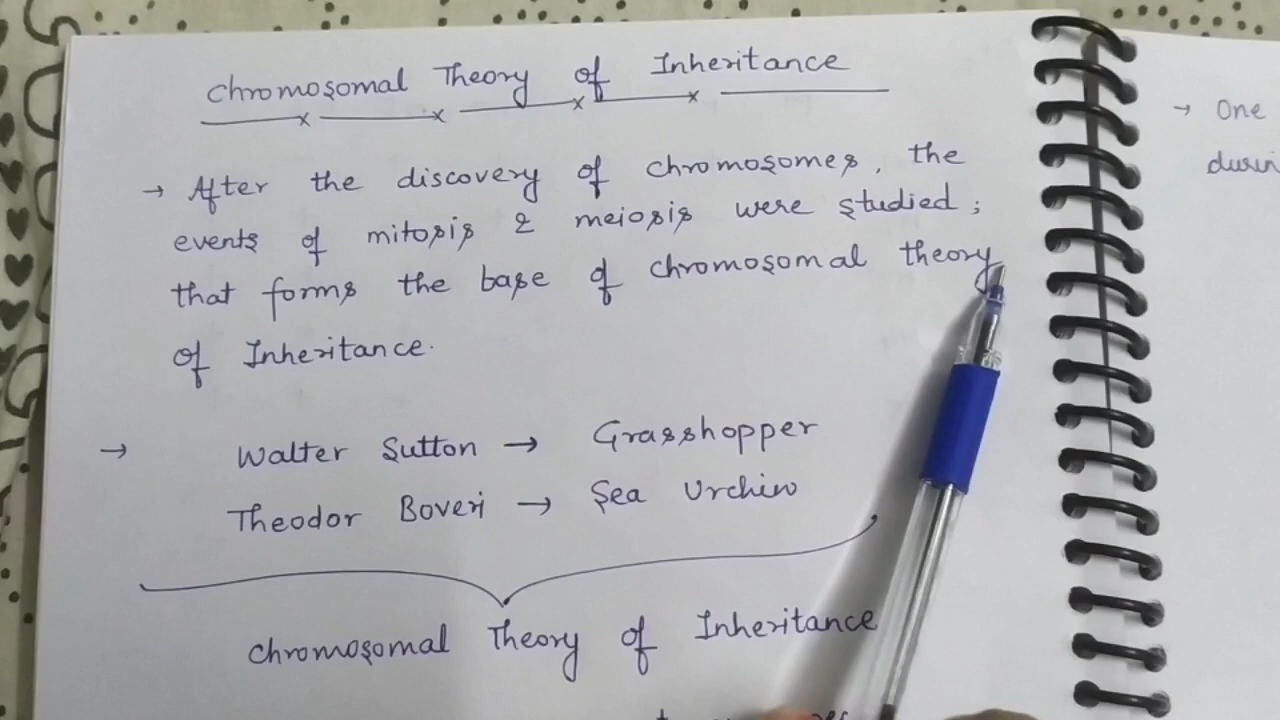 Chromosomal Theory of Inheritance
→ After the discovery of chromosomes, the
events of mitosis & meiosis were studied;
that forms the base of chromosomal theory
of Inheritance.
→ Walter Sutton → Grasshopper
Theodor Boveri → Sea Urchin
Chromosomal Theory of Inheritance
→ One
durin